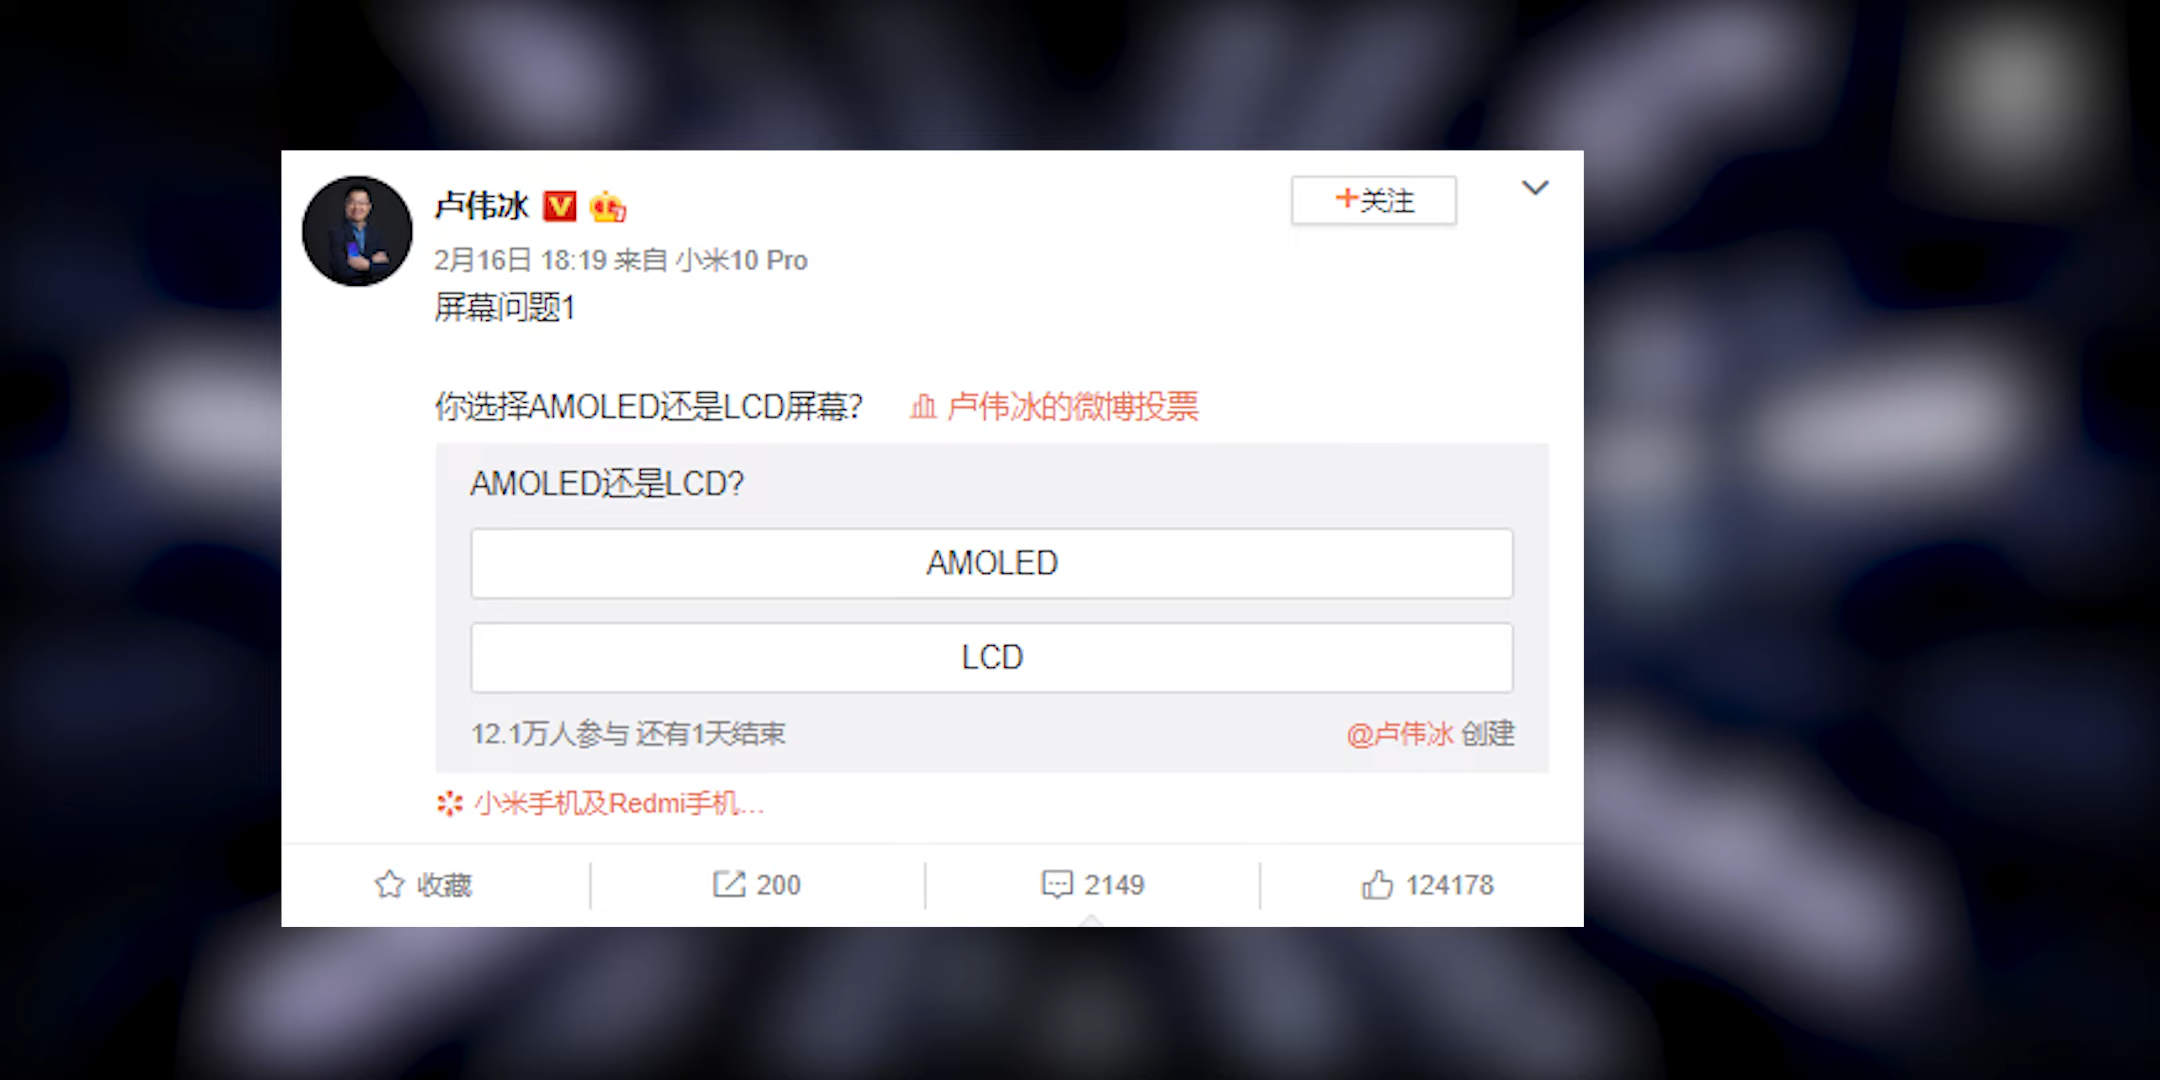 卢伟冰
+关注
2月16日 18:19 来自 小米10 Pro
屏幕问题1
你选择AMOLED还是LCD屏幕? 卢伟冰的微博投票
AMOLED还是LCD?
AMOLED
LCD
12.1万人参与 还有1天结束 @卢伟冰 创建
小米手机及Redmi手机...
收藏 200 2149 124178